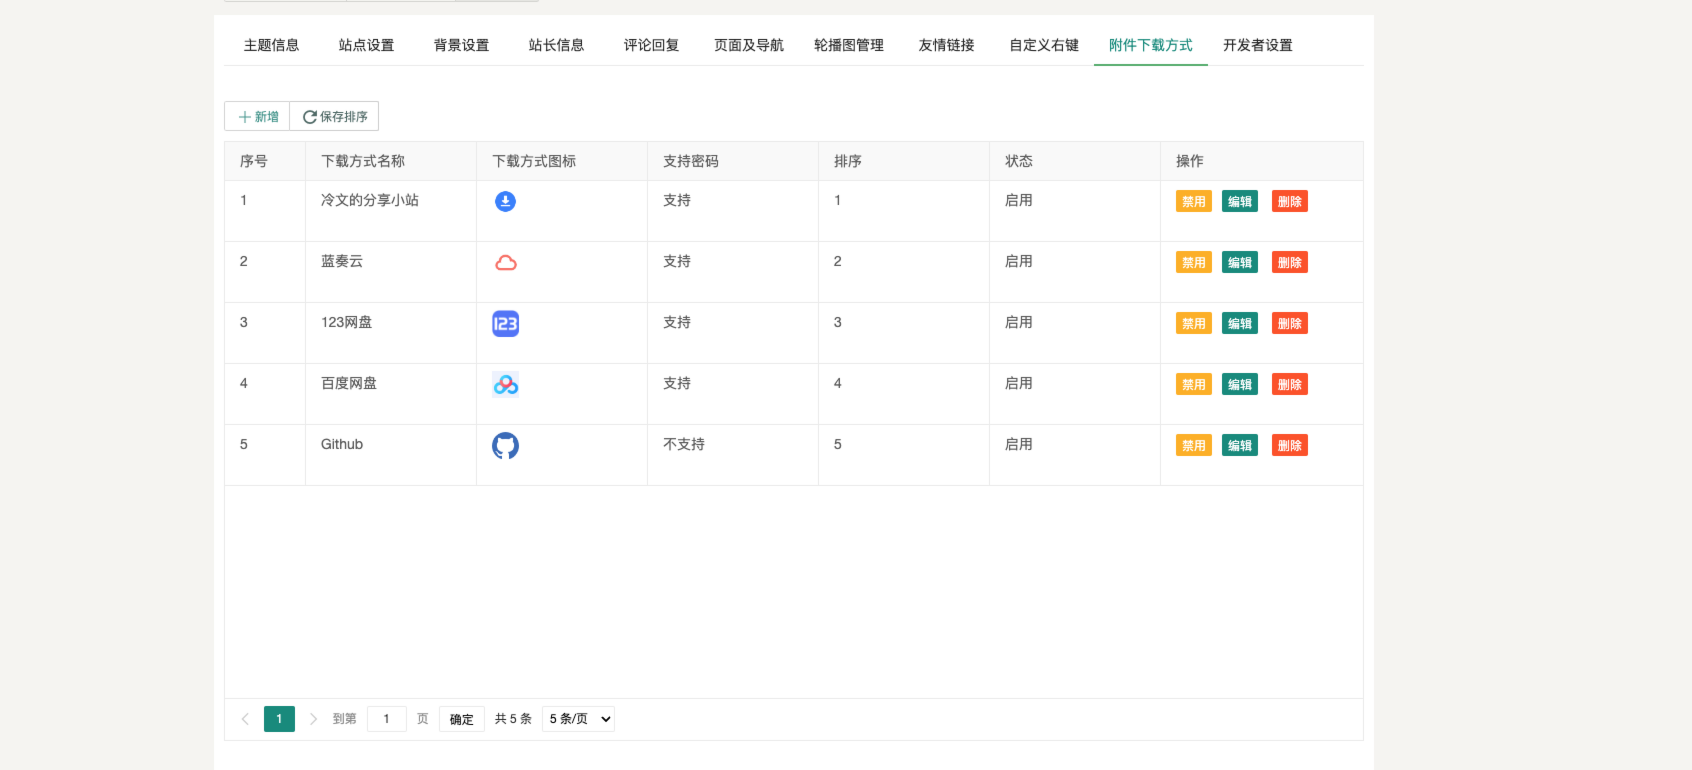 主题信息 站点设置 背景设置 站长信息 评论回复 页面及导航 轮播图管理 友情链接 自定义右键 附件下载方式 开发者设置
新增 保存排序
序号 下载方式名称 下载方式图标 支持密码 排序 状态 操作
1 冷文的分享小站 支持 1 启用 禁用 编辑 删除
2 蓝奏云 支持 2 启用 禁用 编辑 删除
3 123网盘 123 支持 3 启用 禁用 编辑 删除
4 百度网盘 支持 4 启用 禁用 编辑 删除
5 Github 不支持 5 启用 禁用 编辑 删除
1 到第 1 页 确定 共 5 条 5 条/页